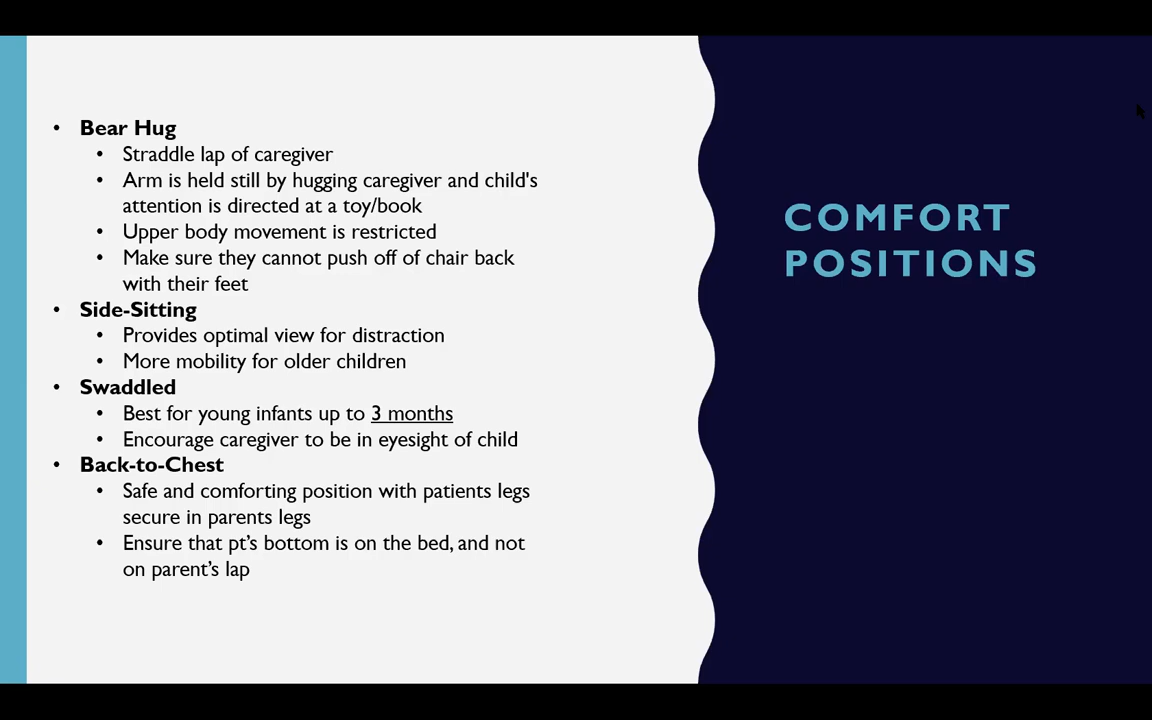 Bear Hug
Straddle lap of caregiver
Arm is held still by hugging caregiver and child's
attention is directed at a toy/book
Upper body movement is restricted
Make sure they cannot push off of chair back
with their feet
Side-Sitting
Provides optimal view for distraction
More mobility for older children
Swaddled
Best for young infants up to 3 months
Encourage caregiver to be in eyesight of child
Back-to-Chest
Safe and comforting position with patients legs
secure in parents legs
Ensure that pt’s bottom is on the bed, and not
on parent’s lap
COMFORT
POSITIONS